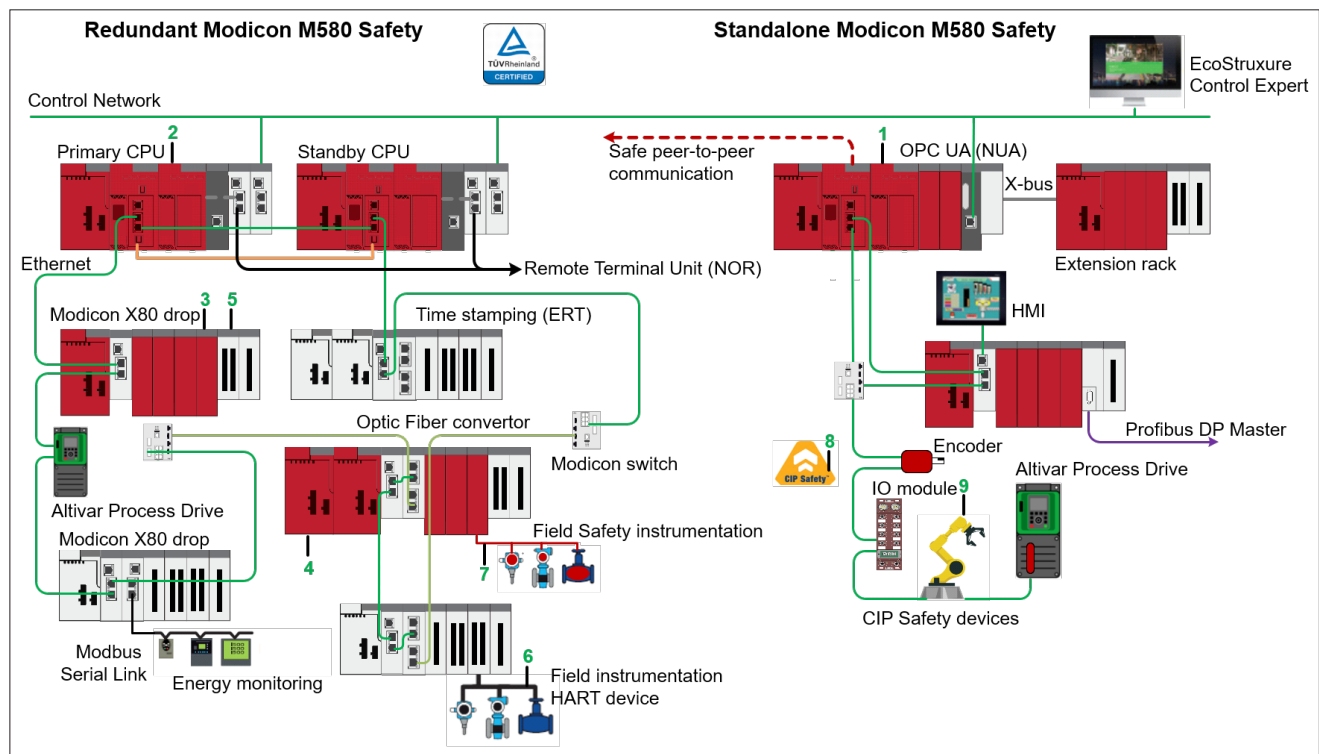 Redundant Modicon M580 Safety
Standalone Modicon M580 Safety
TÜVRheinland®
CERTIFIED
EcoStruxure
Control Expert
Control Network
2
1
Primary CPU
Standby CPU
Safe peer-to-peer
communication
OPC UA (NUA)
X-bus
Ethernet
Remote Terminal Unit (NOR)
Extension rack
3
5
Modicon X80 drop
Time stamping (ERT)
HMI
Optic Fiber convertor
Modicon switch
Profibus DP Master
8
CIP Safety™
Encoder
Altivar Process Drive
IO module
9
Altivar Process Drive
Modicon X80 drop
Field Safety instrumentation
4
7
CIP Safety devices
Modbus
Serial Link
Energy monitoring
6
Field instrumentation
HART device